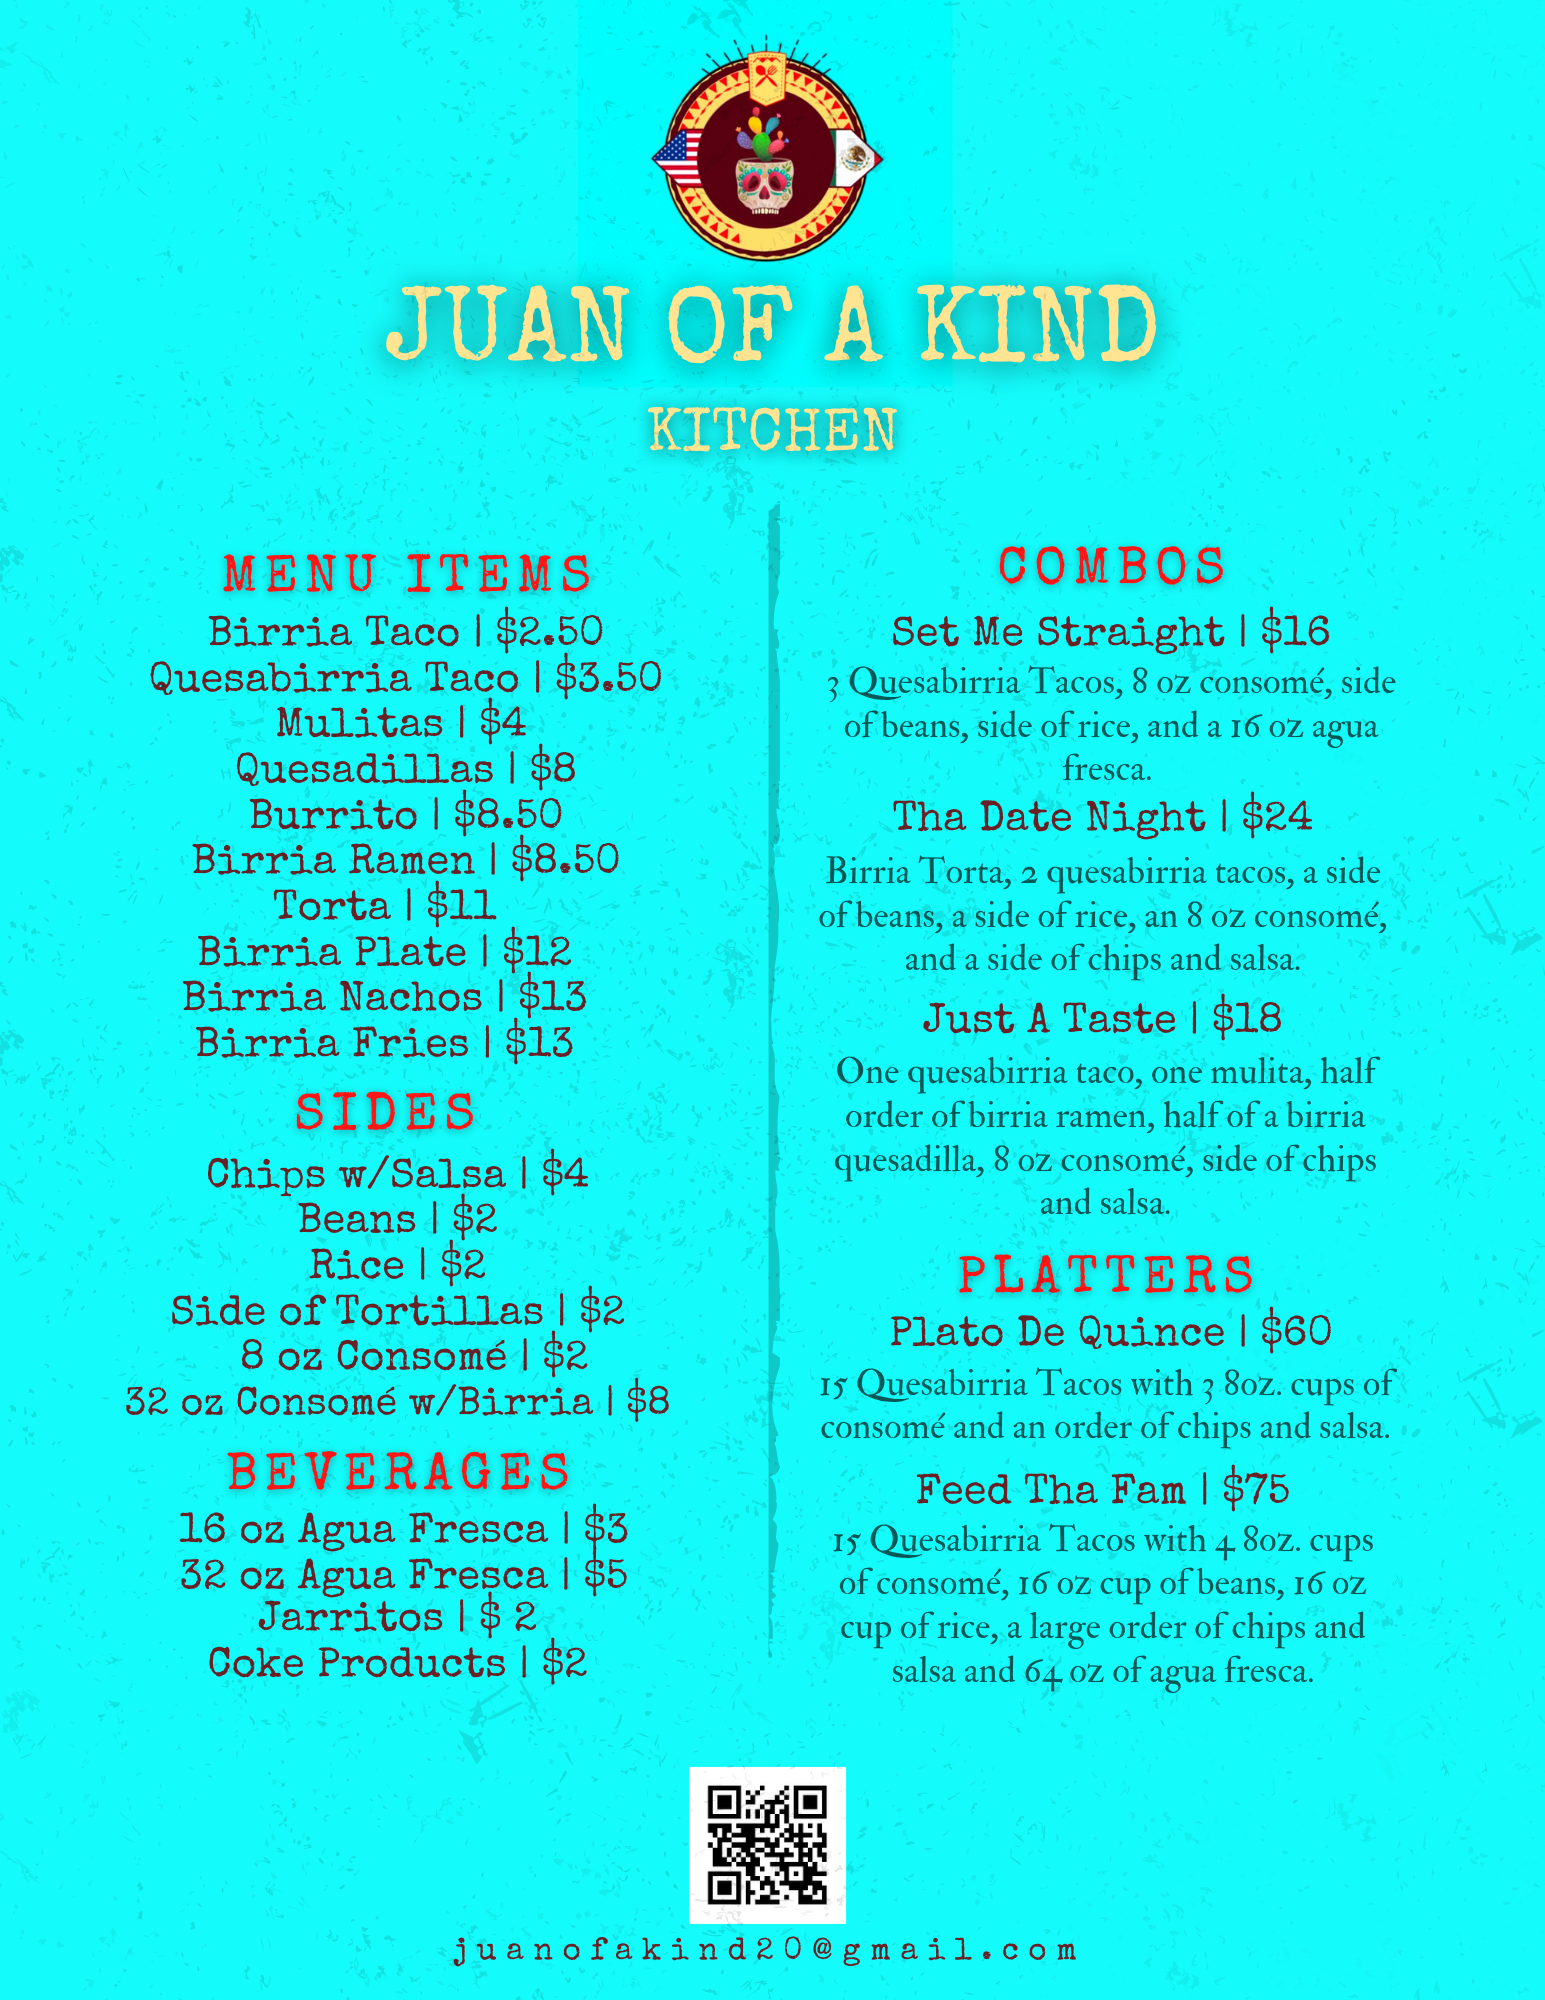 JUAN OF A KIND
KITCHEN
MENU ITEMS
Birria Taco | $2.50
Quesabirria Taco | $3.50
Mulitas | $4
Quesadillas | $8
Burrito | $8.50
Birria Ramen | $8.50
Torta | $11
Birria Plate | $12
Birria Nachos | $13
Birria Fries | $13
SIDES
Chips w/Salsa | $4
Beans | $2
Rice | $2
Side of Tortillas | $2
8 oz Consomé | $2
32 oz Consomé w/Birria | $8
BEVERAGES
16 oz Agua Fresca | $3
32 oz Agua Fresca | $5
Jarritos | $ 2
Coke Products | $2
COMBOS
Set Me Straight | $16
3 Quesabirria Tacos, 8 oz consomé, side
of beans, side of rice, and a 16 oz agua
fresca.
Tha Date Night | $24
Birria Torta, 2 quesabirria tacos, a side
of beans, a side of rice, an 8 oz consomé,
and a side of chips and salsa.
Just A Taste | $18
One quesabirria taco, one mulita, half
order of birria ramen, half of a birria
quesadilla, 8 oz consomé, side of chips
and salsa.
PLATTERS
Plato De Quince | $60
15 Quesabirria Tacos with 3 8oz. cups of
consomé and an order of chips and salsa.
Feed Tha Fam | $75
15 Quesabirria Tacos with 4 8oz. cups
of consomé, 16 oz cup of beans, 16 oz
cup of rice, a large order of chips and
salsa and 64 oz of agua fresca.
juanofakind20@gmail.com